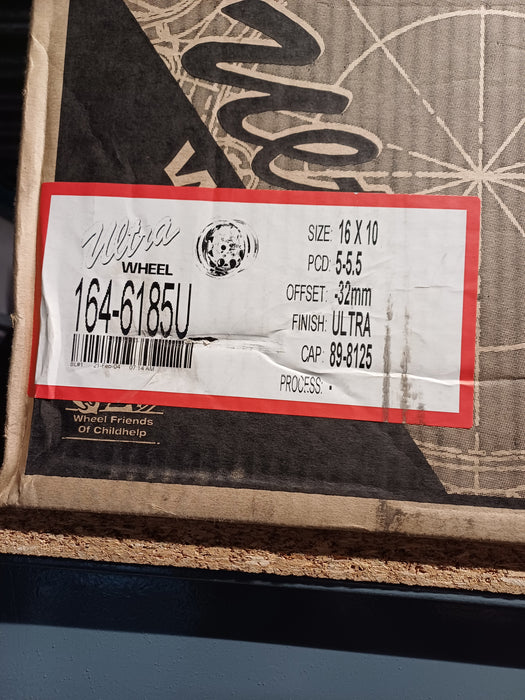 Ultra
WHEEL
164-6185U
21-Feb-04 07:14 AM
SIZE: 16 X 10
PCD: 5-5.5
OFFSET: -32mm
FINISH: ULTRA
CAP: 89-8125
PROCESS: -
Wheel Friends
Of Childhelp